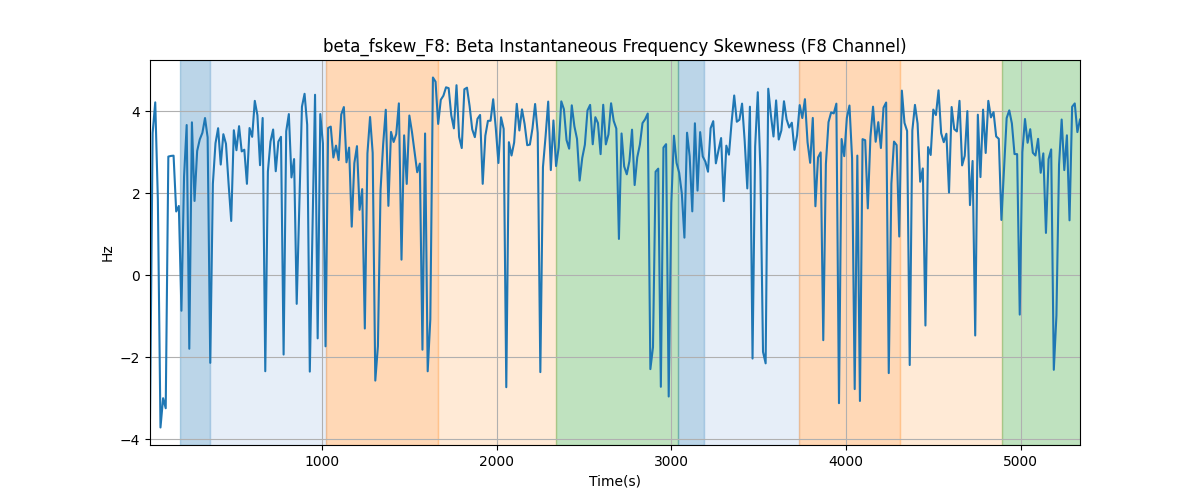 beta_fskew_F8: Beta Instantaneous Frequency Skewness (F8 Channel)
Hz
4
2
0
−2
−4
1000 2000 3000 4000 5000
Time(s)